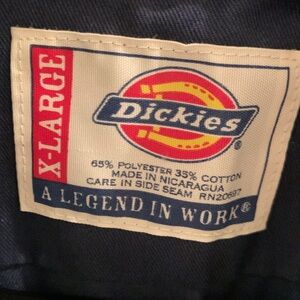 X-LARGE
Dickies®
65% POLYESTER 35% COTTON
MADE IN NICARAGUA
CARE IN SIDE SEAM RN20697
A LEGEND IN WORK®